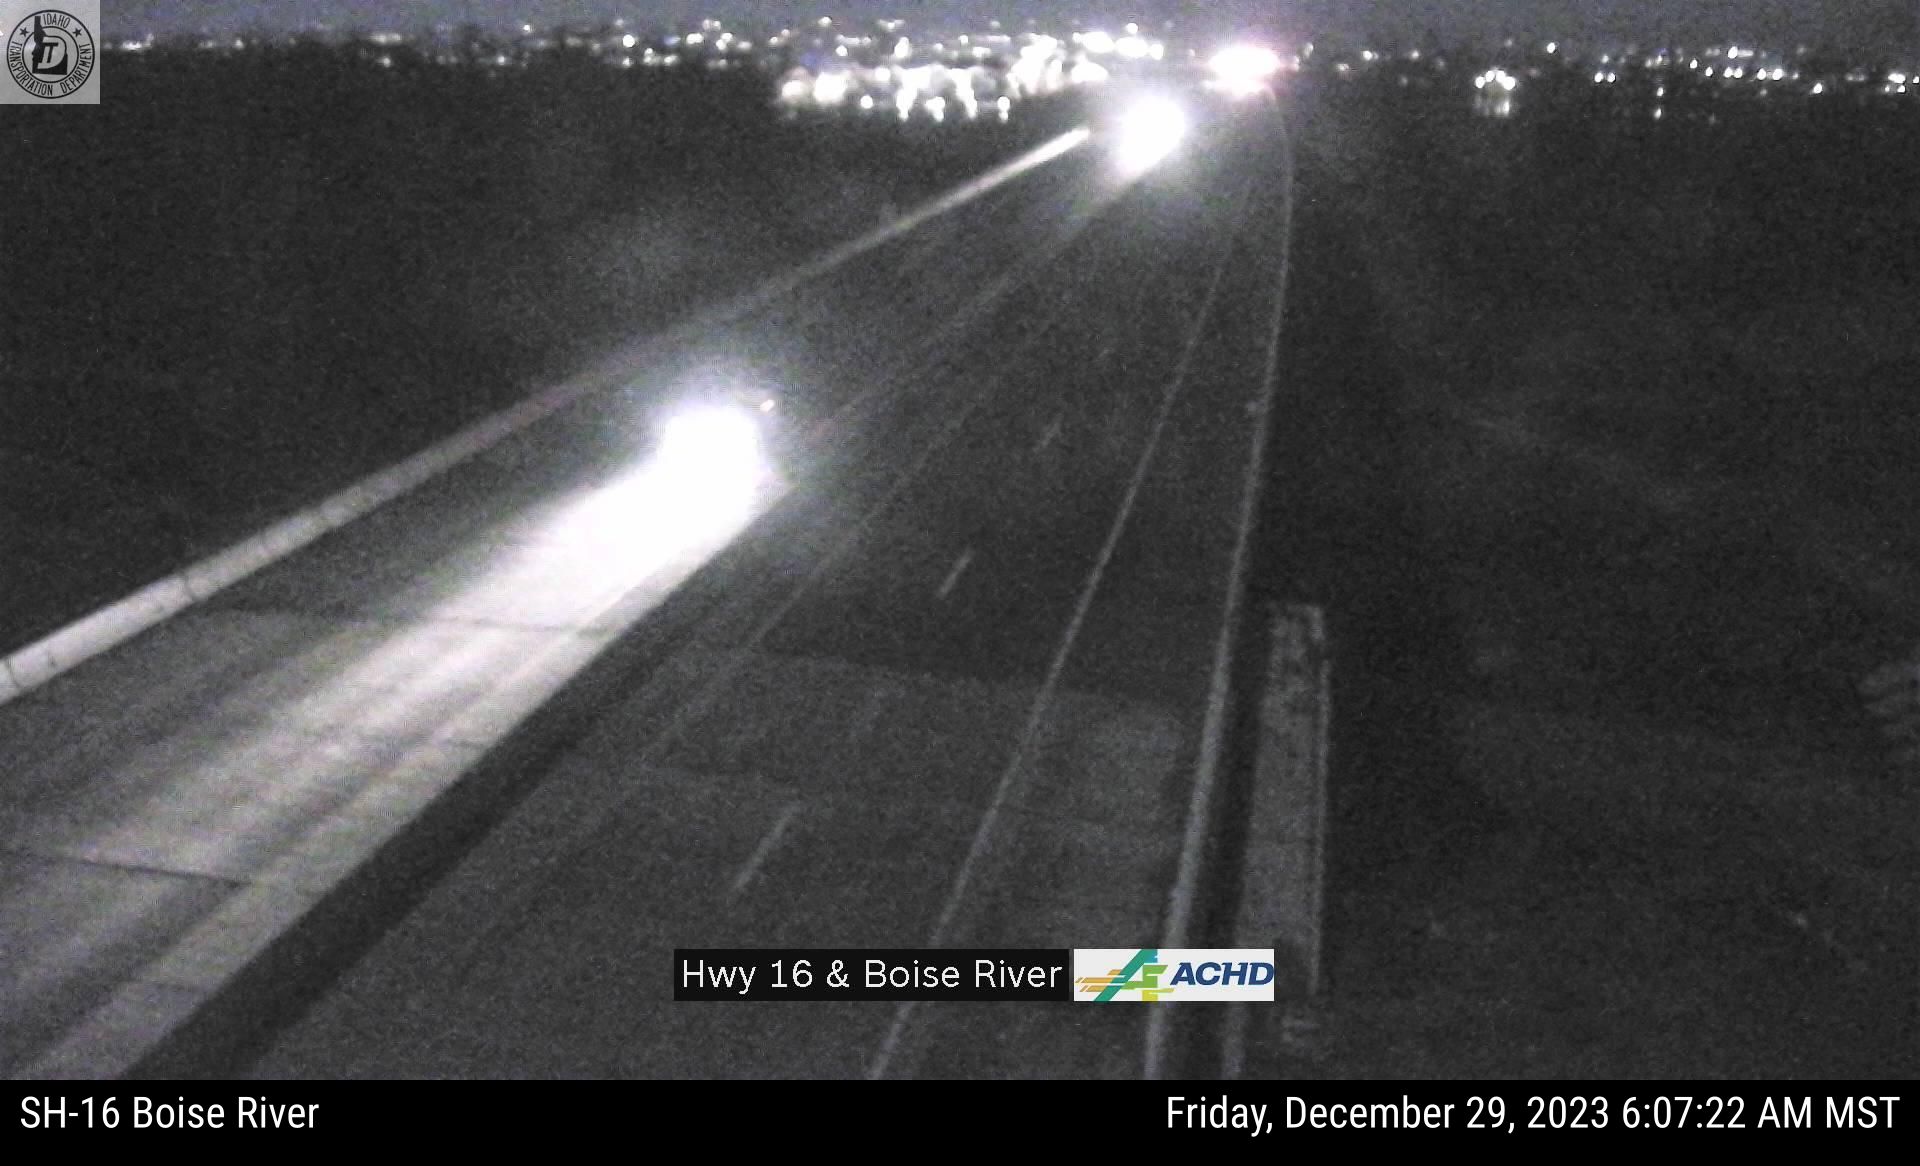 IDAHO
TRANSPORTATION DEPARTMENT
Hwy 16 & Boise River
ACHD
SH-16 Boise River
Friday, December 29, 2023 6:07:22 AM MST